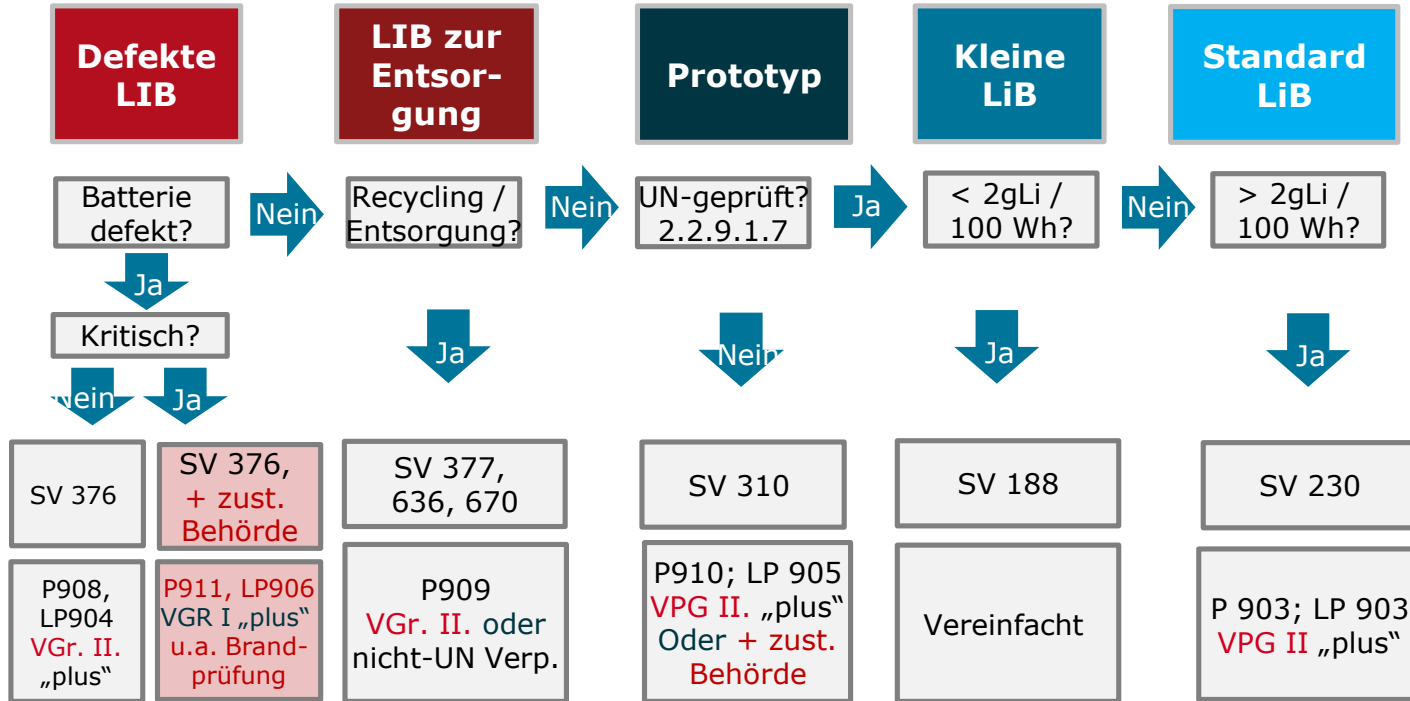 Defekte
LIB
LIB zur
Entsor-
gung
Prototyp
Kleine
LiB
Standard
LiB
Batterie
defekt?
Nein
Recycling /
Entsorgung?
Nein
UN-geprüft?
2.2.9.1.7
Ja
< 2gLi /
100 Wh?
Nein
> 2gLi /
100 Wh?
Ja
Kritisch?
Nein
Ja
Ja
Nein
Ja
Ja
SV 376
SV 376,
+ zust.
Behörde
SV 377,
636, 670
SV 310
SV 188
SV 230
P908,
LP904
VGr. II.
„plus“
P911, LP906
VGR I „plus“
u.a. Brand-
prüfung
P909
VGr. II. oder
nicht-UN Verp.
P910; LP 905
VPG II. „plus“
Oder + zust.
Behörde
Vereinfacht
P 903; LP 903
VPG II „plus“